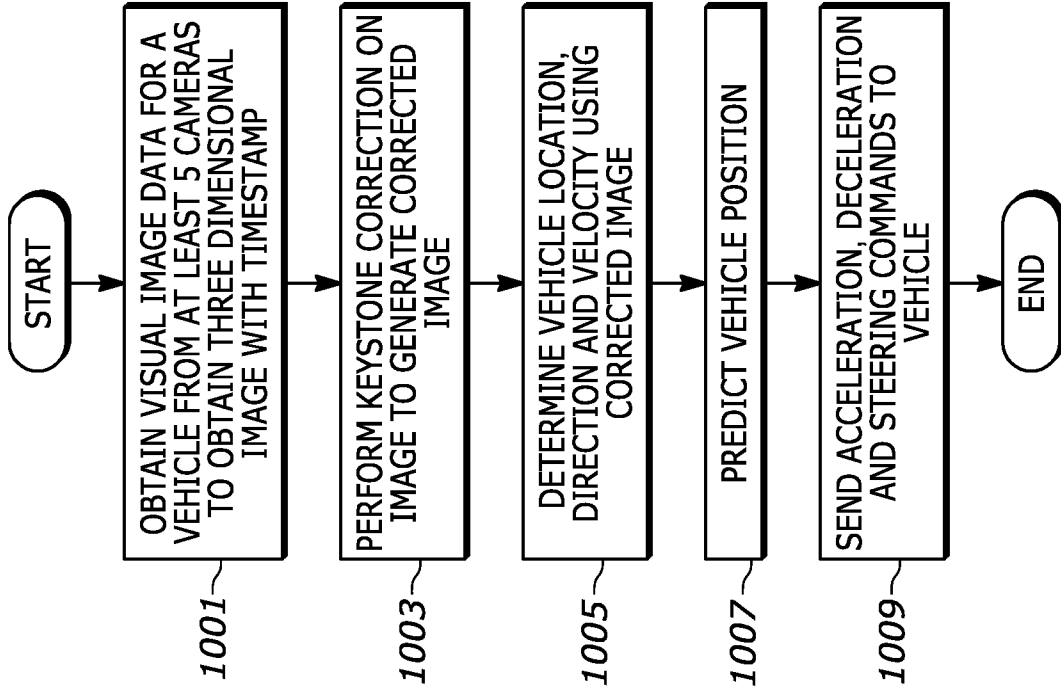 START
OBTAIN VISUAL IMAGE DATA FOR A
VEHICLE FROM AT LEAST 5 CAMERAS
TO OBTAIN THREE DIMENSIONAL
IMAGE WITH TIMESTAMP
1001
PERFORM KEYSTONE CORRECTION ON
IMAGE TO GENERATE CORRECTED
IMAGE
1003
DETERMINE VEHICLE LOCATION,
DIRECTION AND VELOCITY USING
CORRECTED IMAGE
1005
PREDICT VEHICLE POSITION
1007
SEND ACCELERATION, DECELERATION
AND STEERING COMMANDS TO
VEHICLE
1009
END